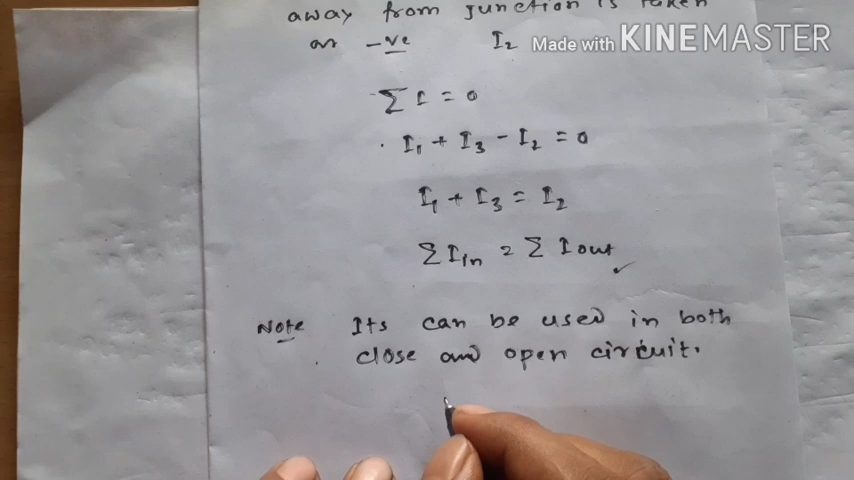 away from junction is taken
as -ve I₂
Made with KINEMASTER
∑ I = 0
I₁ + I₃ - I₂ = 0
I₁ + I₃ = I₂
∑ Iin = ∑ I out ✓
Note Its can be used in both
close and open circuit.